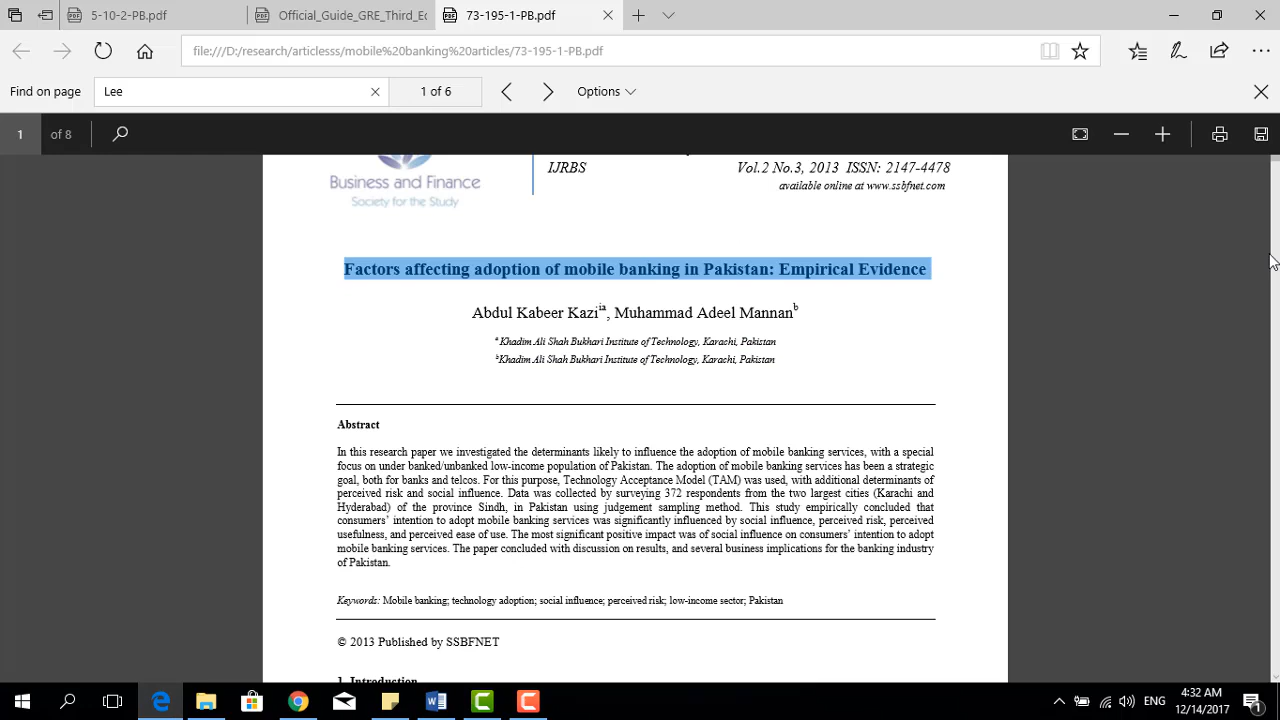 5-10-2-PB.pdf
Official_Guide_GRE_Third_Ed
73-195-1-PB.pdf
file:///D:/research/articlesss/mobile%20banking%20articles/73-195-1-PB.pdf
Find on page
Lee
1 of 6
Options
1
of 8
Business and Finance
Society for the Study
IJRBS
Vol.2 No.3, 2013 ISSN: 2147-4478
available online at www.ssbfnet.com
Factors affecting adoption of mobile banking in Pakistan: Empirical Evidence
Abdul Kabeer Kazi ia, Muhammad Adeel Mannan b
a Khadim Ali Shah Bukhari Institute of Technology, Karachi, Pakistan
b Khadim Ali Shah Bukhari Institute of Technology, Karachi, Pakistan
Abstract
In this research paper we investigated the determinants likely to influence the adoption of mobile banking services, with a special
focus on under banked/unbanked low-income population of Pakistan. The adoption of mobile banking services has been a strategic
goal, both for banks and telcos. For this purpose, Technology Acceptance Model (TAM) was used, with additional determinants of
perceived risk and social influence. Data was collected by surveying 372 respondents from the two largest cities (Karachi and
Hyderabad) of the province Sindh, in Pakistan using judgement sampling method. This study empirically concluded that
consumers' intention to adopt mobile banking services was significantly influenced by social influence, perceived risk, perceived
usefulness, and perceived ease of use. The most significant positive impact was of social influence on consumers' intention to adopt
mobile banking services. The paper concluded with discussion on results, and several business implications for the banking industry
of Pakistan.
Keywords: Mobile banking; technology adoption; social influence; perceived risk; low-income sector; Pakistan
© 2013 Published by SSBFNET
1. Introduction
ENG
4:32 AM
12/14/2017
1